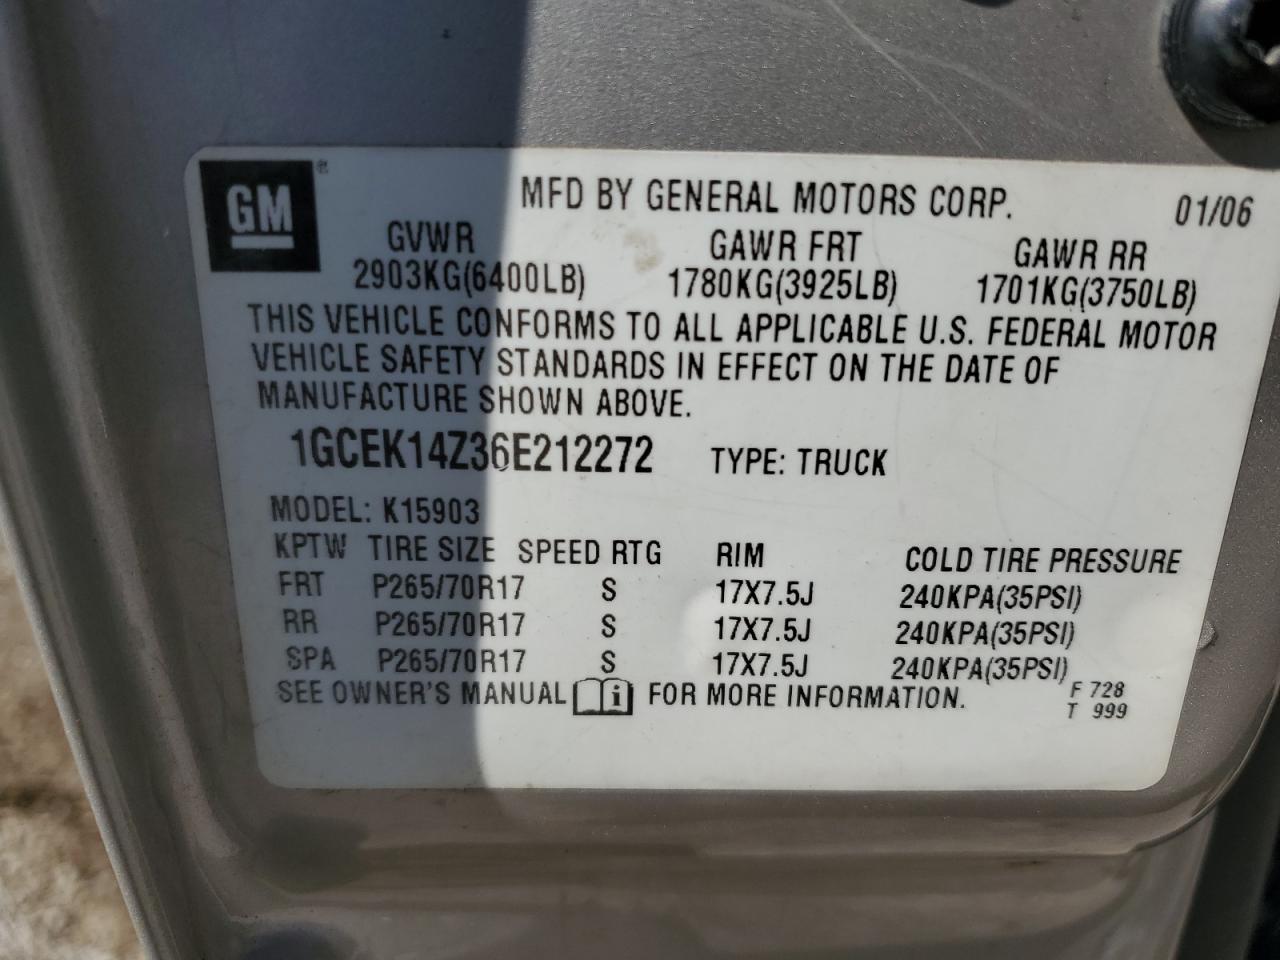 GM®
MFD BY GENERAL MOTORS CORP. 01/06
GVWR GAWR FRT GAWR RR
2903KG(6400LB) 1780KG(3925LB) 1701KG(3750LB)
THIS VEHICLE CONFORMS TO ALL APPLICABLE U.S. FEDERAL MOTOR
VEHICLE SAFETY STANDARDS IN EFFECT ON THE DATE OF
MANUFACTURE SHOWN ABOVE.
1GCEK14Z36E212272 TYPE: TRUCK
MODEL: K15903
KPTW TIRE SIZE SPEED RTG RIM COLD TIRE PRESSURE
FRT P265/70R17 S 17X7.5J 240KPA(35PSI)
RR P265/70R17 S 17X7.5J 240KPA(35PSI)
SPA P265/70R17 S 17X7.5J 240KPA(35PSI)
SEE OWNER'S MANUAL i FOR MORE INFORMATION.
F 728
T 999